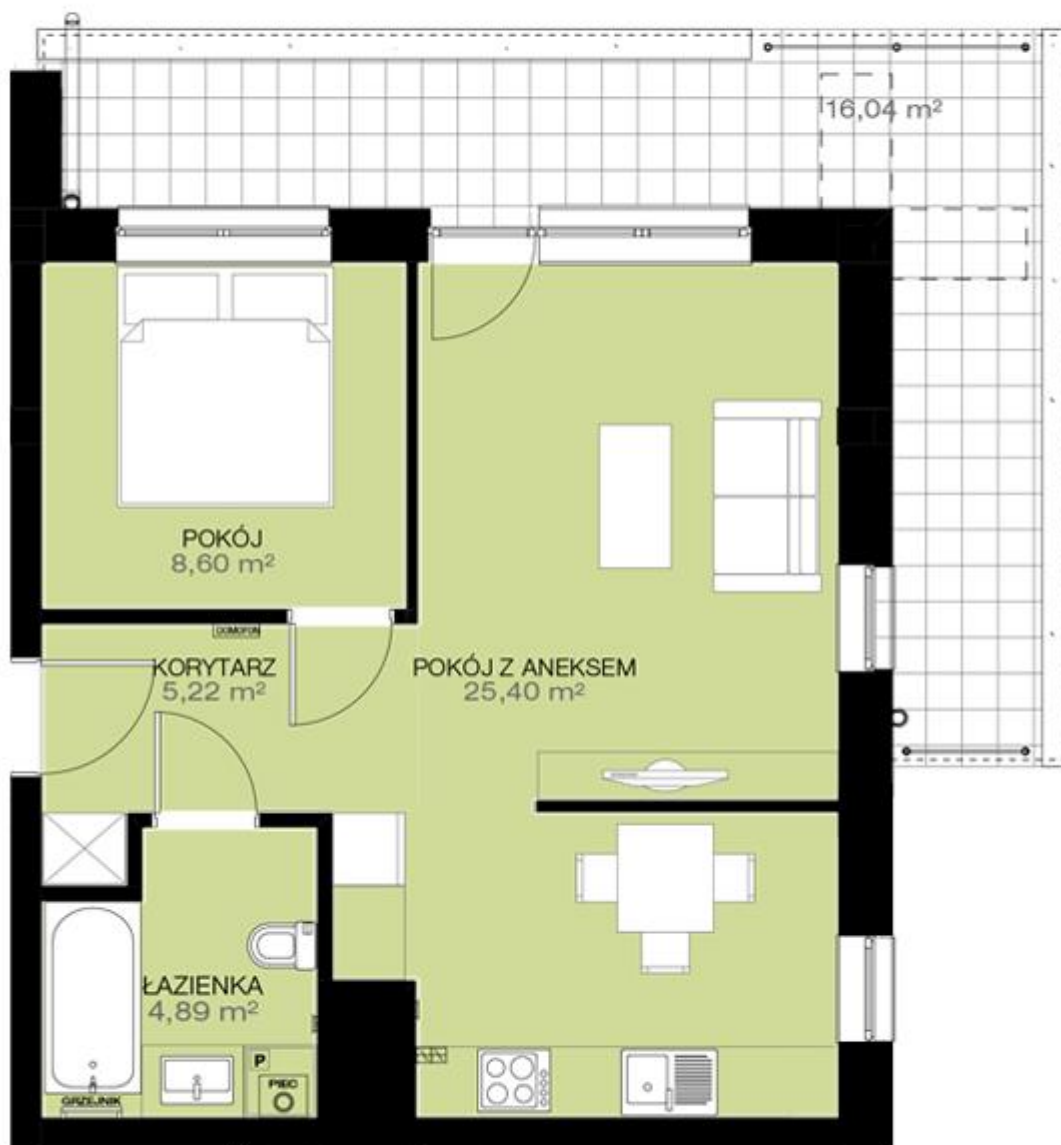 16,04 m²
POKÓJ
8,60 m²
DOMOFON
KORYTARZ
5,22 m²
POKÓJ Z ANEKSEM
25,40 m²
ŁAZIENKA
4,89 m²
P
PIEC
GRZEJNIK